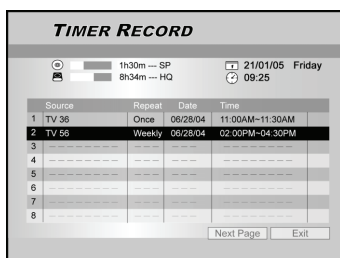 TIMER RECORD
1h30m --- SP 21/01/05 Friday
8h34m --- HQ 09:25
Source Repeat Date Time
1 TV 36 Once 06/28/04 11:00AM~11:30AM
2 TV 56 Weekly 06/28/04 02:00PM~04:30PM
3 -------- ---- --- --------
4 -------- ---- --- --------
5 -------- ---- --- --------
6 -------- ---- --- --------
7 -------- ---- --- --------
8 -------- ---- --- --------
Next Page Exit